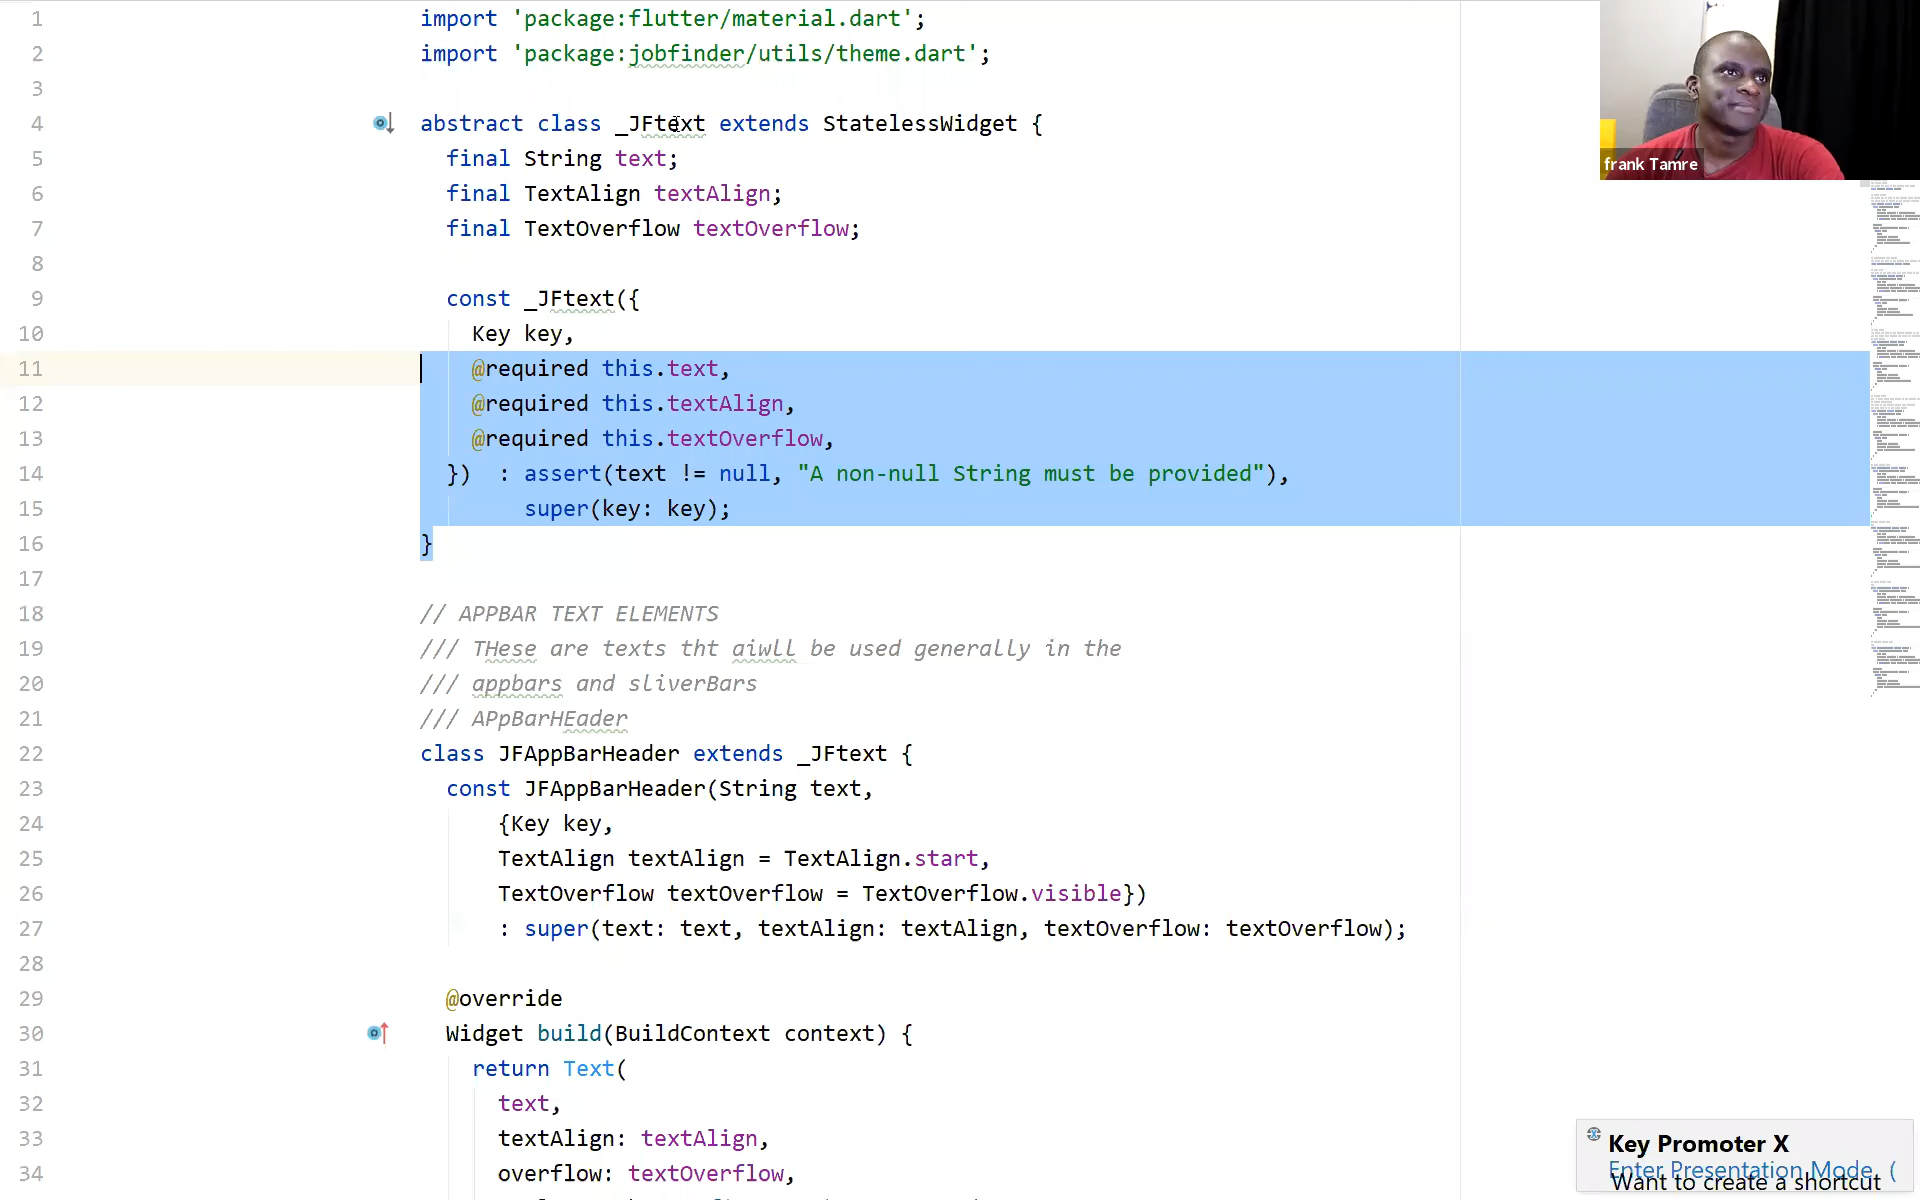 1 import 'package:flutter/material.dart';
2 import 'package:jobfinder/utils/theme.dart';
3
4 abstract class _JFtext extends StatelessWidget {
5 final String text;
6 final TextAlign textAlign;
7 final TextOverflow textOverflow;
8
9 const _JFtext({
10 Key key,
11 @required this.text,
12 @required this.textAlign,
13 @required this.textOverflow,
14 }) : assert(text != null, "A non-null String must be provided"),
15 super(key: key);
16 }
17
18 // APPBAR TEXT ELEMENTS
19 /// THese are texts tht aiwll be used generally in the
20 /// appbars and sliverBars
21 /// APpBarHEader
22 class JFAppBarHeader extends _JFtext {
23 const JFAppBarHeader(String text,
24 {Key key,
25 TextAlign textAlign = TextAlign.start,
26 TextOverflow textOverflow = TextOverflow.visible})
27 : super(text: text, textAlign: textAlign, textOverflow: textOverflow);
28
29 @override
30 Widget build(BuildContext context) {
31 return Text(
32 text,
33 textAlign: textAlign,
34 overflow: textOverflow,
frank Tamre
Key Promoter X
Enter Presentation Mode (
Want to create a shortcut